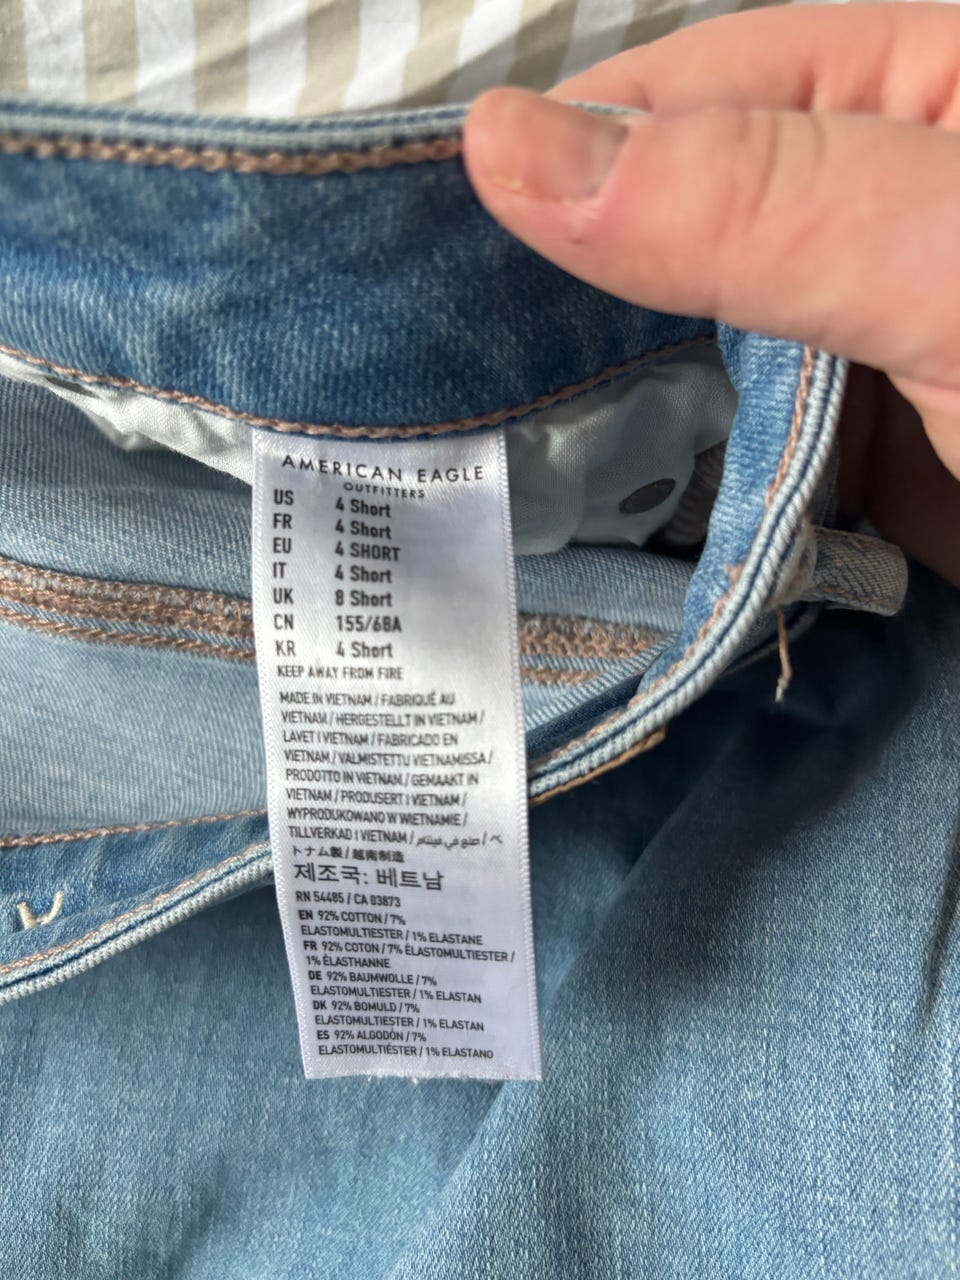 AMERICAN EAGLE
OUTFITTERS
US 4 Short
FR 4 Short
EU 4 SHORT
IT 4 Short
UK 8 Short
CN 155/68A
KR 4 Short
KEEP AWAY FROM FIRE
MADE IN VIETNAM / FABRIQUÉ AU
VIETNAM / HERGESTELLT IN VIETNAM /
LAVET I VIETNAM / FABRICADO EN
VIETNAM / VALMISTETTU VIETNAMISSA /
PRODOTTO IN VIETNAM / GEMAAKT IN
VIETNAM / PRODUSERT I VIETNAM /
WYPRODUKOWANO W WIETNAMIE /
TILLVERKAD I VIETNAM / صنع في فيتنام / ベ
トナム製 / 越南制造
제조국: 베트남
RN 54485 / CA 03873
EN 92% COTTON / 7%
ELASTOMULTIESTER / 1% ELASTANE
FR 92% COTON / 7% ÉLASTOMULTIESTER /
1% ÉLASTHANNE
DE 92% BAUMWOLLE / 7%
ELASTOMULTIESTER / 1% ELASTAN
DK 92% BOMULD / 7%
ELASTOMULTIESTER / 1% ELASTAN
ES 92% ALGODÓN / 7%
ELASTOMULTIÉSTER / 1% ELASTANO